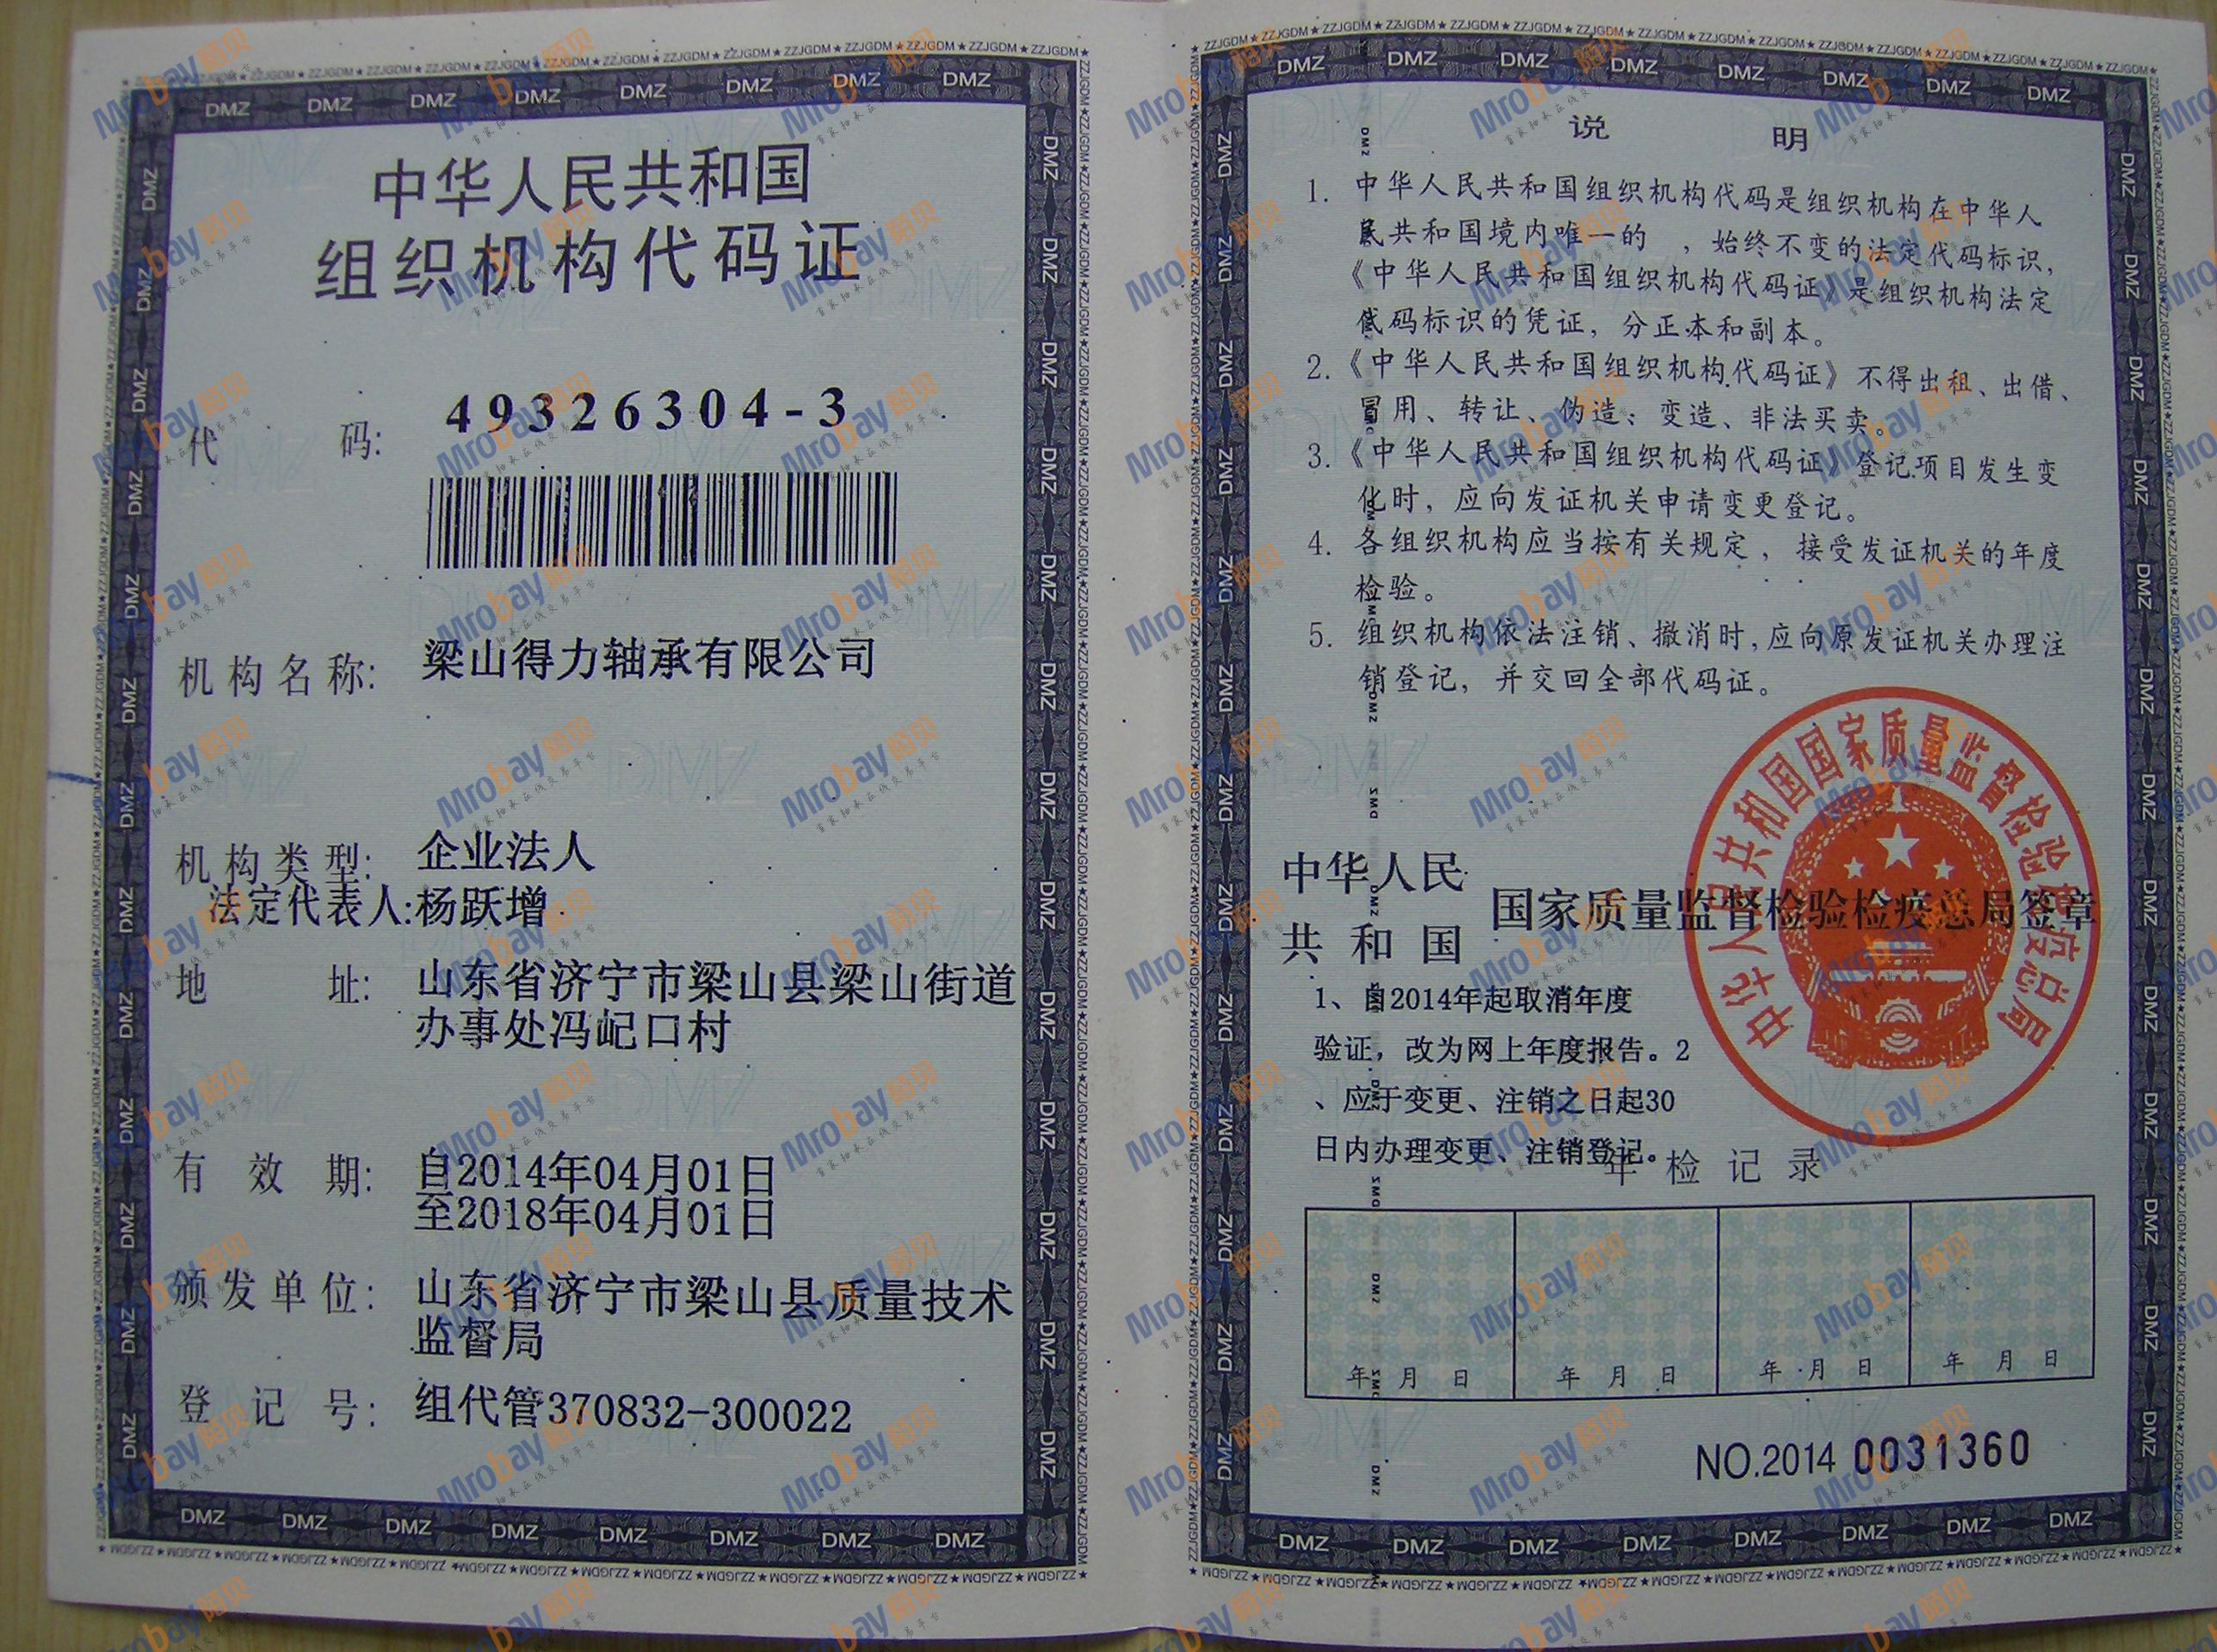 中华人民共和国
组织机构代码证
代 码: 49326304-3
机构名称: 梁山得力轴承有限公司
机构类型: 企业法人
法定代表人:杨跃增
地 址: 山东省济宁市梁山县梁山街道
办事处冯屺口村
有 效 期: 自2014年04月01日
至2018年04月01日
颁发单位: 山东省济宁市梁山县质量技术
监督局
登 记 号: 组代管370832-300022
说 明
1. 中华人民共和国组织机构代码是组织机构在中华人
民共和国境内唯一的 ,始终不变的法定代码标识,
《中华人民共和国组织机构代码证》是组织机构法定
代码标识的凭证, 分正本和副本。
2.《中华人民共和国组织机构代码证》不得出租、出借、
冒用、转让、伪造; 变造、非法买卖。
3.《中华人民共和国组织机构代码证》登记项目发生变
化时, 应向发证机关申请变更登记。
4. 各组织机构应当按有关规定, 接受发证机关的年度
检验。
5. 组织机构依法注销、撤消时,应向原发证机关办理注
销登记, 并交回全部代码证。
中华人民共和国国家质量监督检验检疫总局
中华人民
共和国 国家质量监督检验检疫总局签章
1、自2014年起取消年度
验证，改为网上年度报告。2
、应于变更、注销之日起30
日内办理变更、注销登记。
年检记录
年 月 日 年 月 日 年 月 日 年 月 日
NO.2014 0031360
DMZ
ZZJGDM★ZZJGDM
Mrobay陌贝